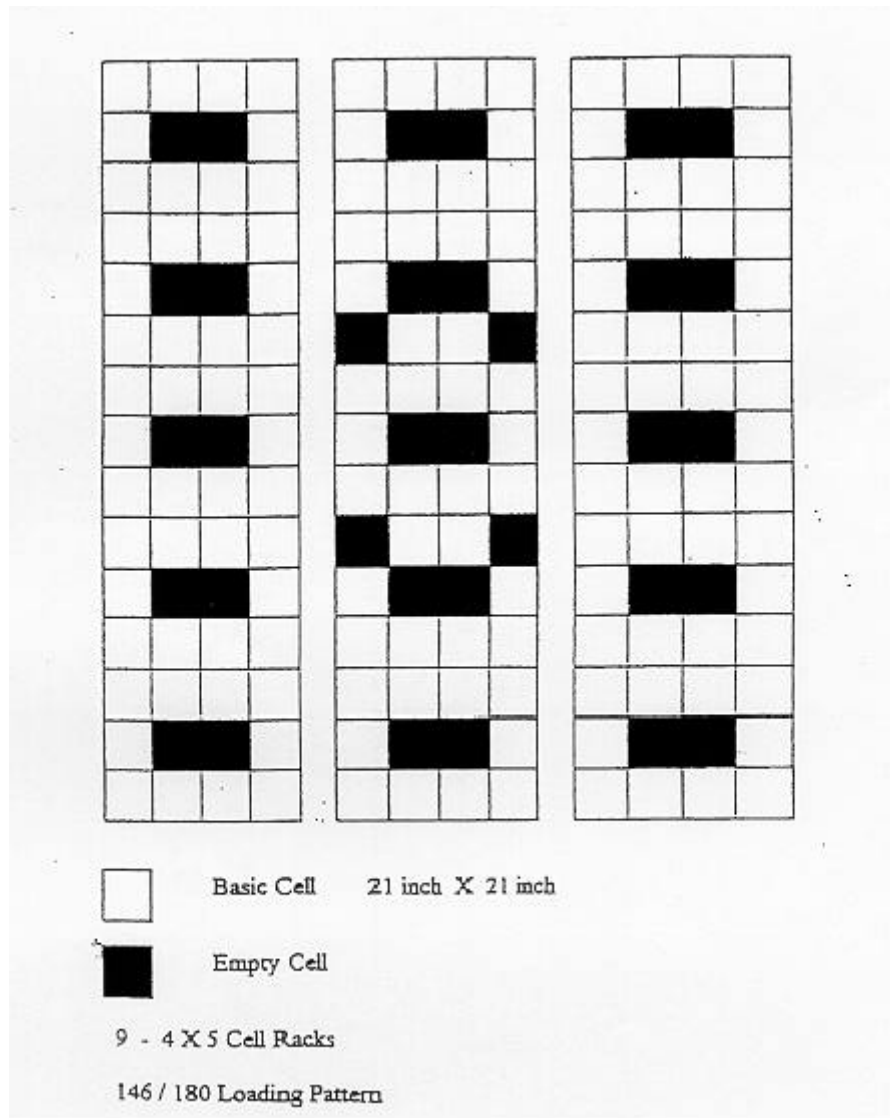 Basic Cell 21 inch X 21 inch
Empty Cell
9 - 4 X 5 Cell Racks
146 / 180 Loading Pattern